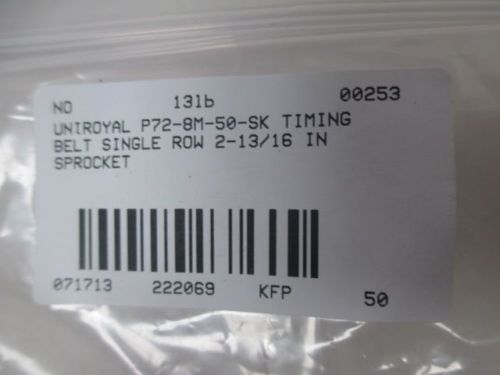 NO 13lb 00253
UNIROYAL P72-8M-50-SK TIMING
BELT SINGLE ROW 2-13/16 IN
SPROCKET
071713 222069 KFP 50